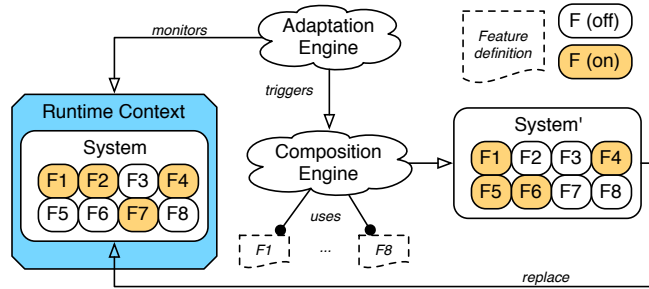 monitors
Adaptation
Engine
Feature
definition
F (off)
F (on)
triggers
Runtime Context
System
F1 F2 F3 F4
F5 F6 F7 F8
Composition
Engine
System'
F1 F2 F3 F4
F5 F6 F7 F8
uses
F1 ... F8
replace